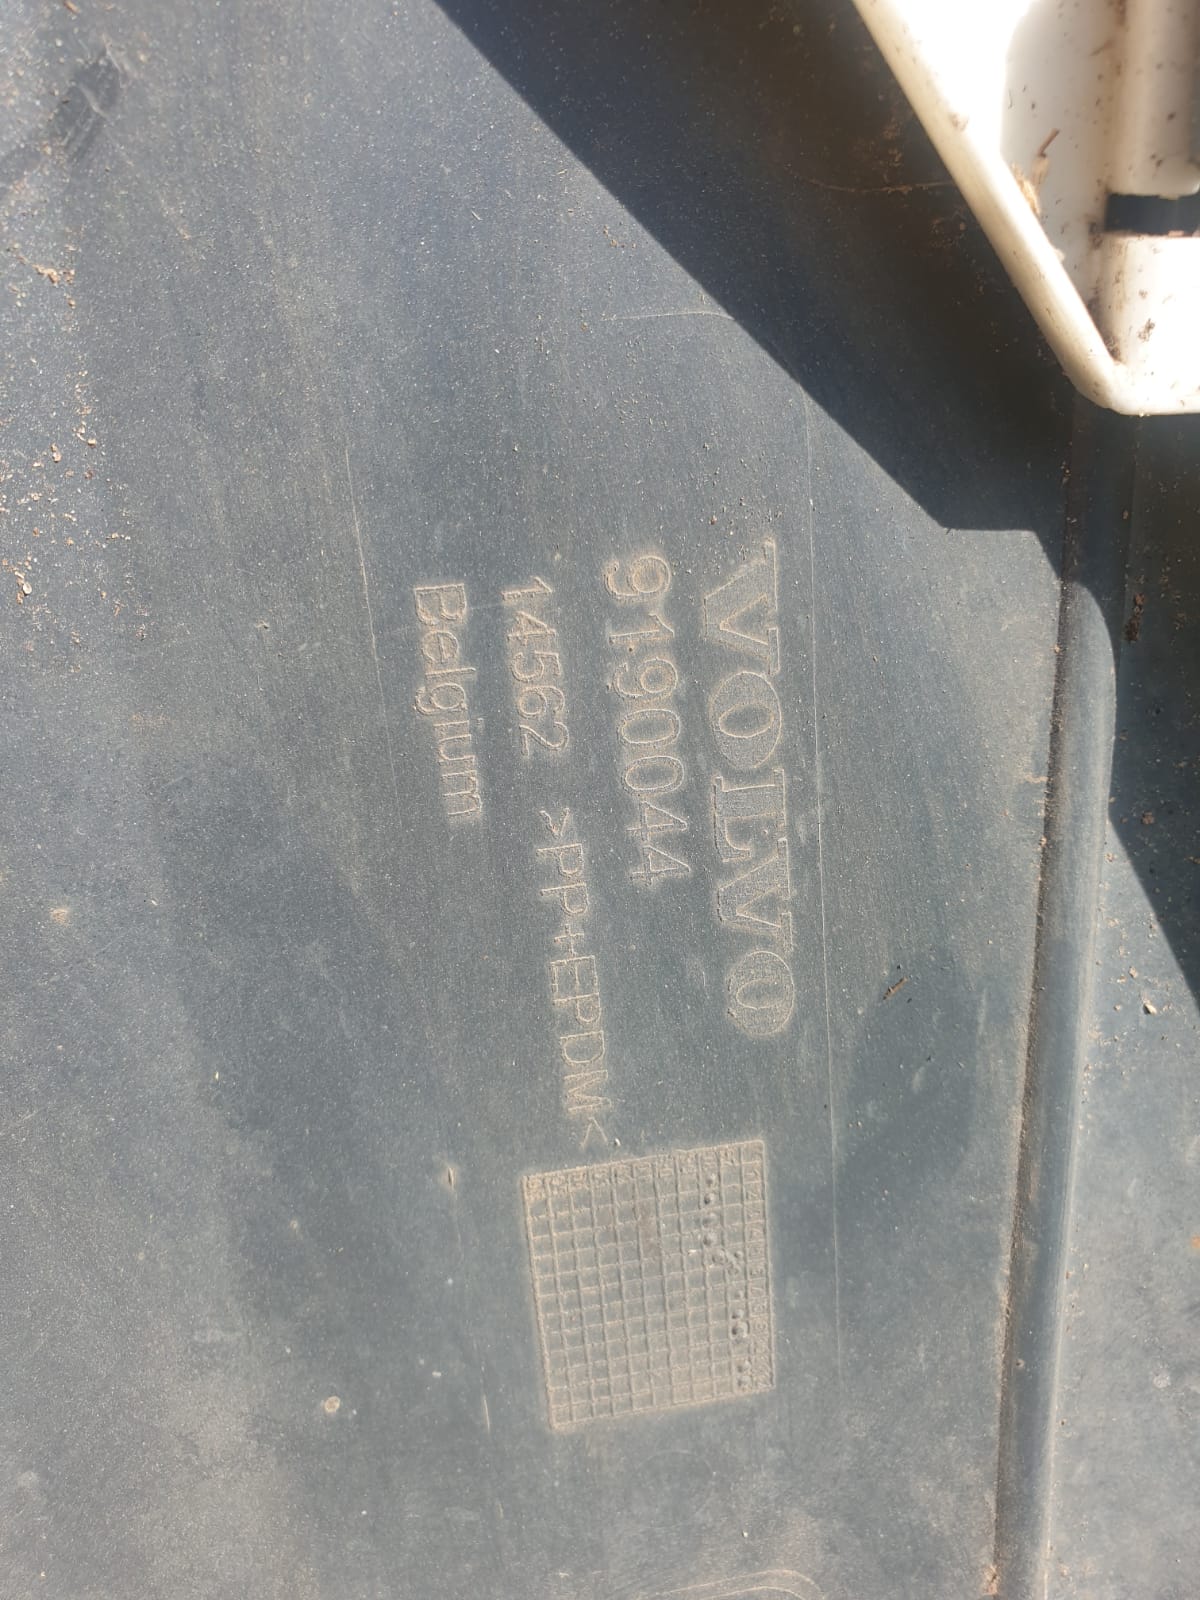 VOLVO
9190044
14562 >PP+EPDM<
Belgium